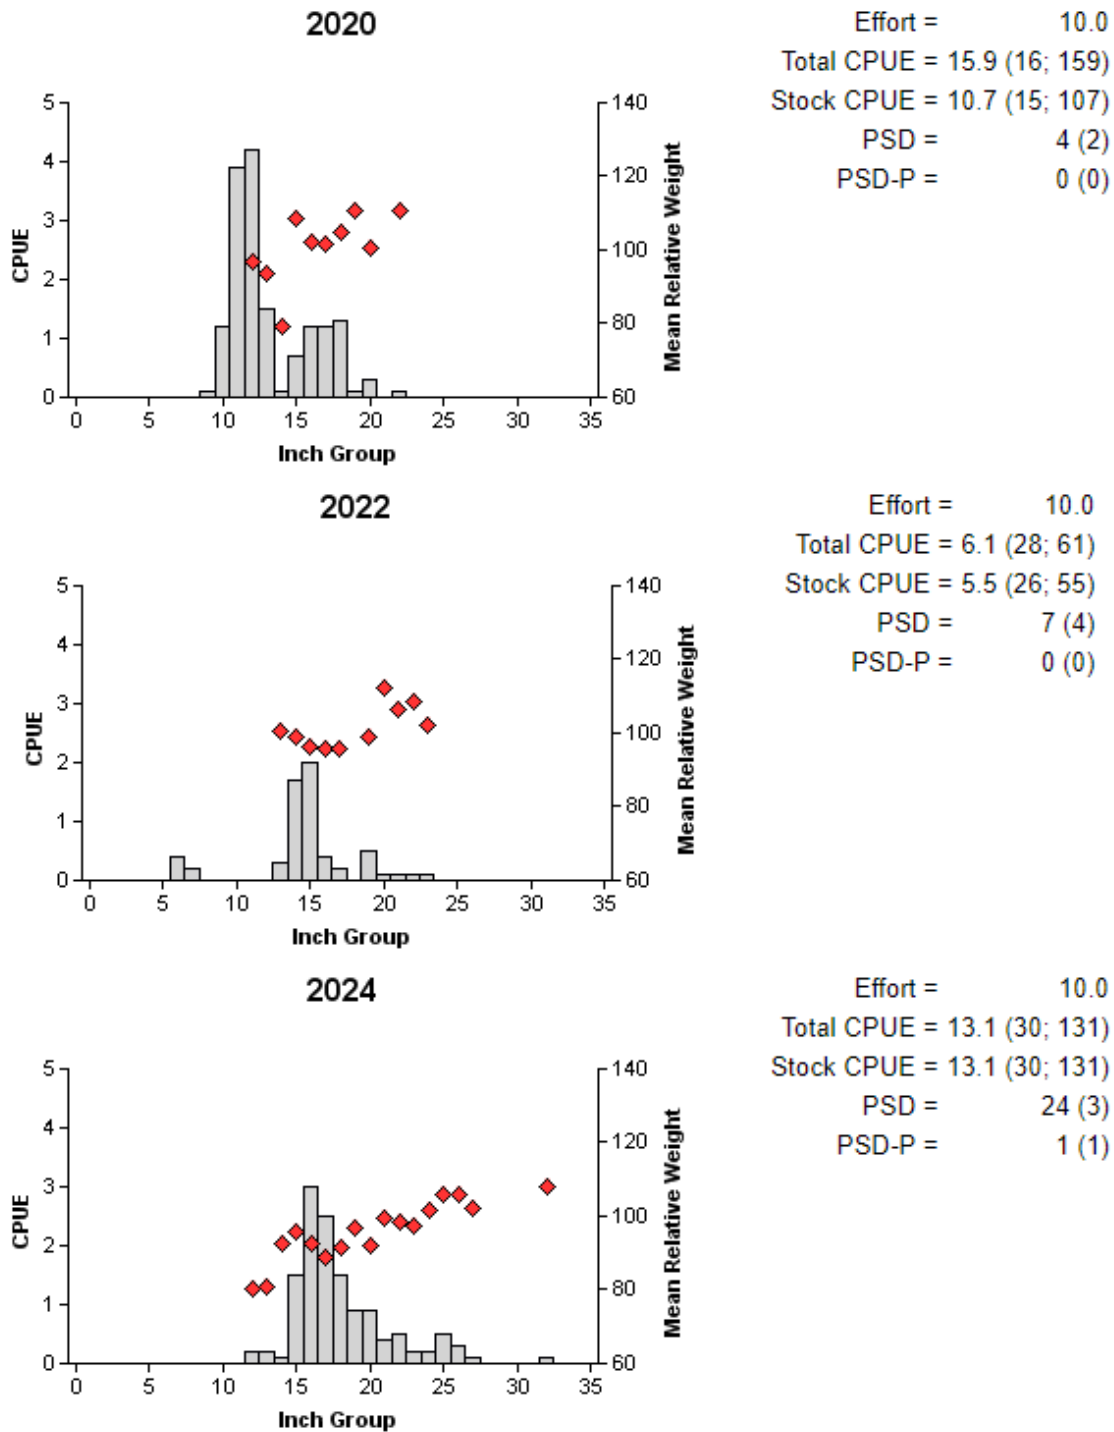 2020
Effort = 10.0
Total CPUE = 15.9 (16; 159)
Stock CPUE = 10.7 (15; 107)
PSD = 4 (2)
PSD-P = 0 (0)
5
4
3
2
1
0
CPUE
140
120
100
80
60
Mean Relative Weight
0 5 10 15 20 25 30 35
Inch Group
2022
Effort = 10.0
Total CPUE = 6.1 (28; 61)
Stock CPUE = 5.5 (26; 55)
PSD = 7 (4)
PSD-P = 0 (0)
5
4
3
2
1
0
CPUE
140
120
100
80
60
Mean Relative Weight
0 5 10 15 20 25 30 35
Inch Group
2024
Effort = 10.0
Total CPUE = 13.1 (30; 131)
Stock CPUE = 13.1 (30; 131)
PSD = 24 (3)
PSD-P = 1 (1)
5
4
3
2
1
0
CPUE
140
120
100
80
60
Mean Relative Weight
0 5 10 15 20 25 30 35
Inch Group